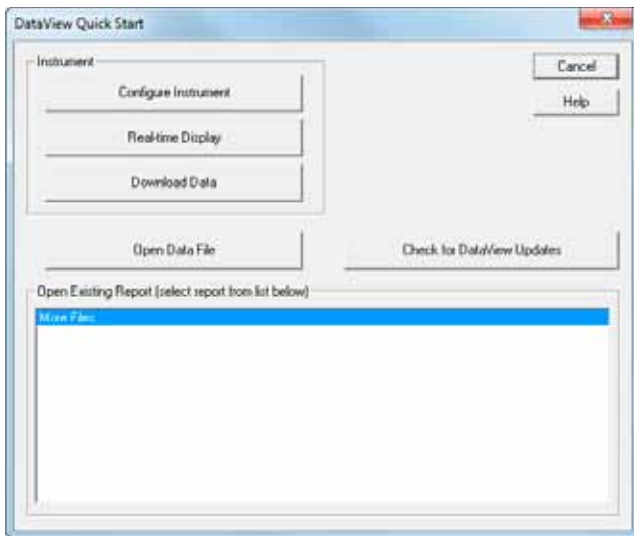 DataView Quick Start
Instrument
Configure Instrument
Real-time Display
Download Data
Cancel
Help
Open Data File
Check for DataView Updates
Open Existing Report (select report from list below)
More Files